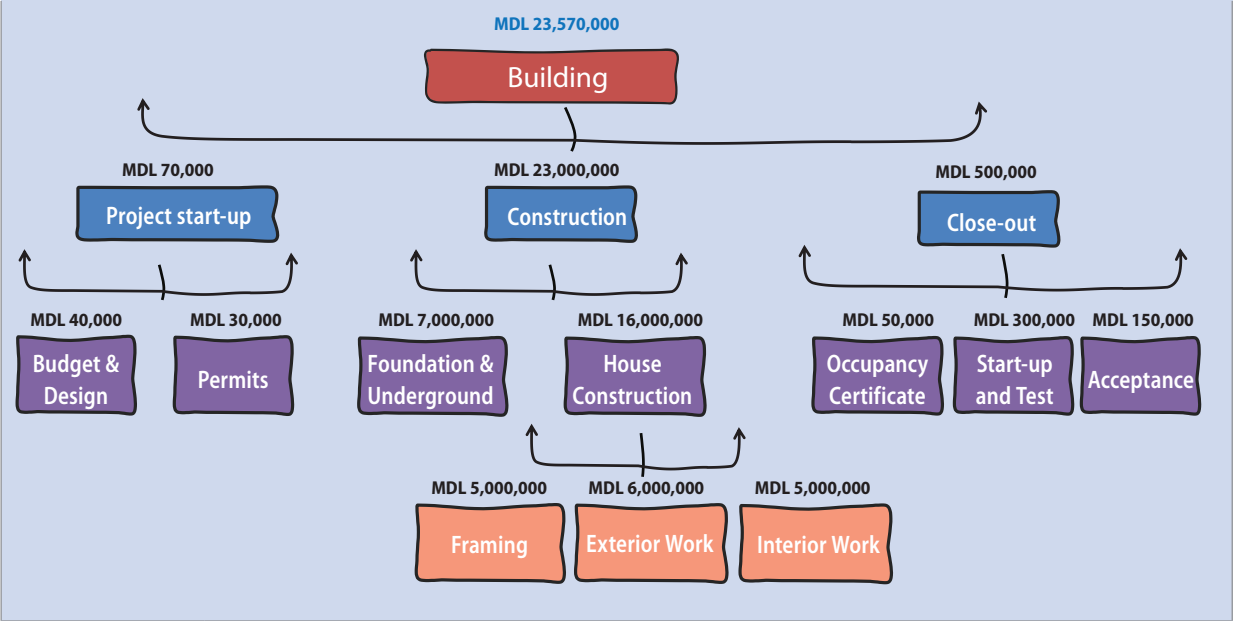 MDL 23,570,000
Building
MDL 70,000
Project start-up
MDL 23,000,000
Construction
MDL 500,000
Close-out
MDL 40,000
Budget &
Design
MDL 30,000
Permits
MDL 7,000,000
Foundation &
Underground
MDL 16,000,000
House
Construction
MDL 50,000
Occupancy
Certificate
MDL 300,000
Start-up
and Test
MDL 150,000
Acceptance
MDL 5,000,000
Framing
MDL 6,000,000
Exterior Work
MDL 5,000,000
Interior Work